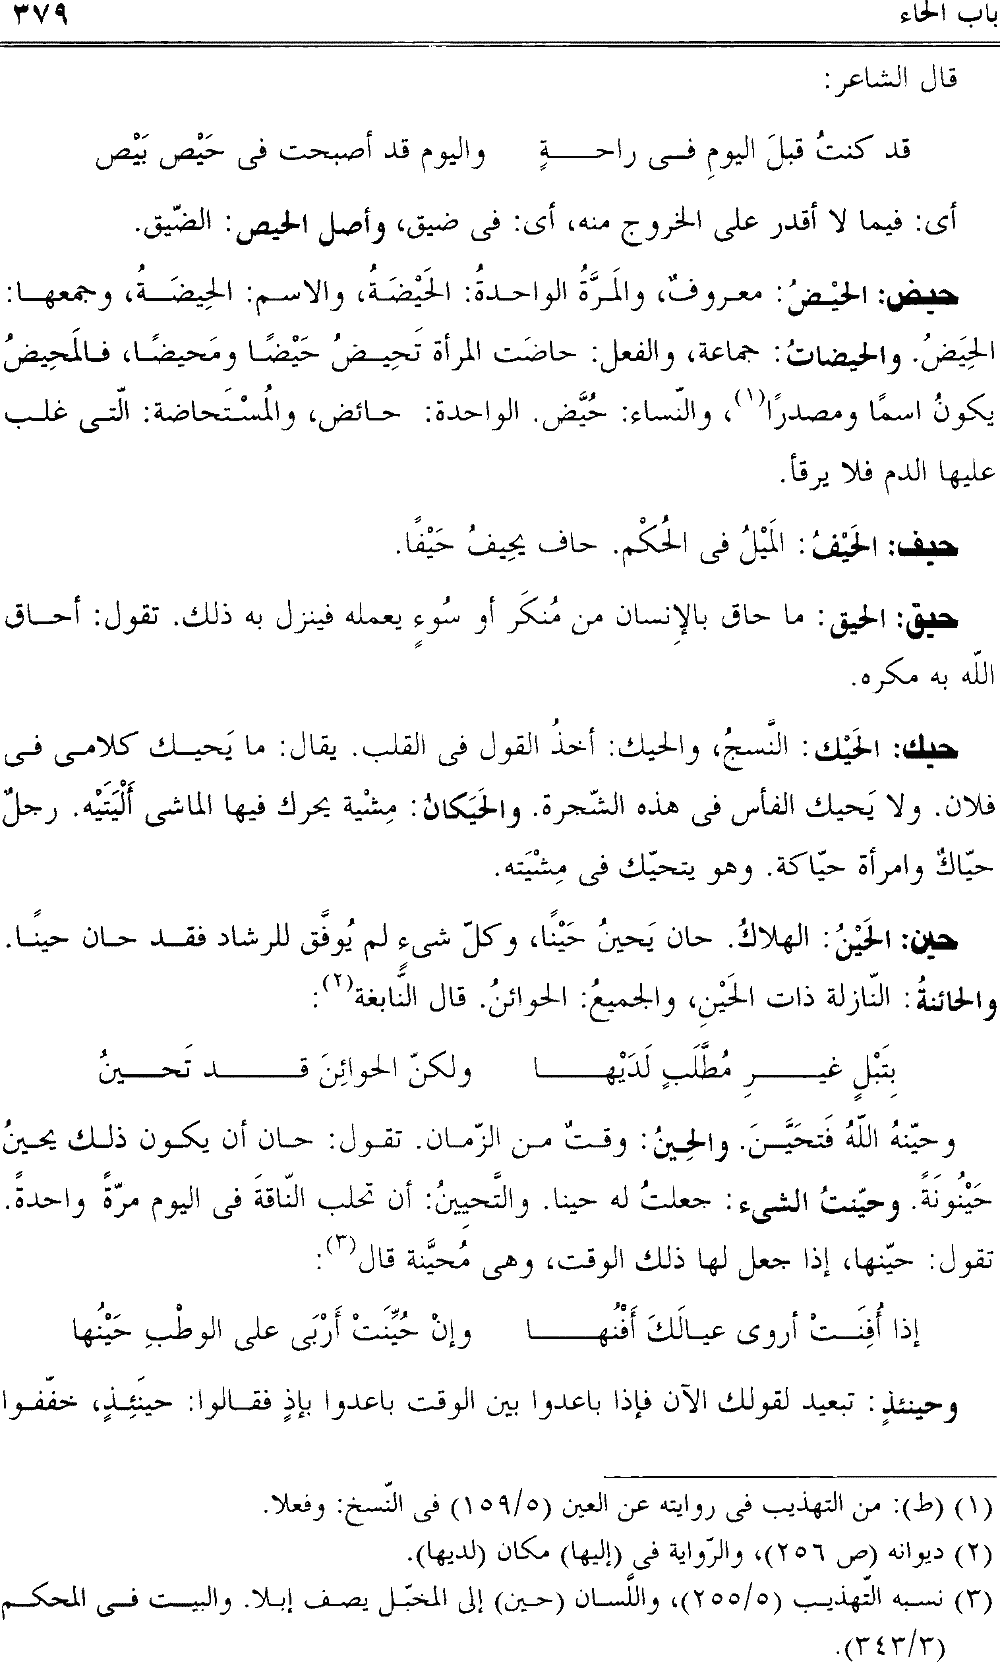 باب الحاء ٣٧٩
قال الشاعر:
قد كنتُ قبلَ اليومِ فى راحةٍ واليوم قد أصبحت فى حَيْص بَيْص
أى: فيما لا أقدر على الخروج منه، أى: فى ضيق، وأصل الحيص: الضّيق.
حيض: الحَيْضُ: معروفٌ، والمَرَّةُ الواحدةُ: الحَيْضَةُ، والاسم: الحِيضَةُ، وجمعها:
الحِيَضُ. والحيضاتُ: جماعة، والفعل: حاضَت المرأة تَحِيضُ حَيْضًا ومَحيضًا، فالمَحِيضُ
يكونُ اسمًا ومصدرًا(١)، والنّساء: حُيَّض. الواحدة: حائض، والمُسْتَحاضة: الّتى غلب
عليها الدم فلا يرقأ.
حيف: الحَيْفُ: المَيْلُ فى الحُكْم. حاف يحِيفُ حَيْفًا.
حيق: الحيق: ما حاق بالإنسان من مُنكَر أو سُوءٍ يعمله فينزل به ذلك. تقول: أحاق
اللّه به مكره.
حيك: الحَيْك: النَّسجُ، والحيك: أخذُ القول فى القلب. يقال: ما يَحيك كلامى فى
فلان. ولا يَحيك الفأس فى هذه الشّجرة. والحَيَكانُ: مِشْية يحرك فيها الماشى أَلْيَتَيْه. رجلٌ
حيّاكٌ وامرأة حيّاكة. وهو يتحيّك فى مِشْيَته.
حين: الحَيْنُ: الهلاكُ. حان يَحينُ حَيْنًا، وكلّ شىءٍ لم يُوفَّق للرشاد فقد حان حينًا.
والحائنةُ: النّازلة ذات الحَيْنِ، والجميعُ: الحوائنُ. قال النَّابغة(٢):
بِتَبْلٍ غيرِ مُطَّلَبٍ لَدَيْها ولكنّ الحوائِنَ قد تَحينُ
وحيّنهُ اللّهُ فَتحَيَّنَ. والحِينُ: وقتٌ من الزّمان. تقول: حان أن يكون ذلك يحينُ
حَيْنُونَةً. وحيّنتُ الشىء: جعلتُ له حينا. والتَّحيِينُ: أن تحلب النّاقةَ فى اليوم مرّةً واحدةً.
تقول: حيّنها، إذا جعل لها ذلك الوقت، وهى مُحيَّنة قال(٣):
إذا أُفِنَتْ أروى عيالَكَ أَفْنُها وإنْ حُيِّنَتْ أَرْبَى على الوطْبِ حَيْنُها
وحينئذٍ: تبعيد لقولك الآن فإذا باعدوا بين الوقت باعدوا بإذٍ فقالوا: حينَئِذٍ، خفّفوا
(١) (ط): من التهذيب فى روايته عن العين (١٥٩/٥) فى النّسخ: وفعلا.
(٢) ديوانه (ص ٢٥٦)، والرّواية فى (إليها) مكان (لديها).
(٣) نسبه التّهذيب (٢٥٥/٥)، واللّسان (حين) إلى المخبّل يصف إبلا. والبيت فى المحكم
(٣٤٣/٣).